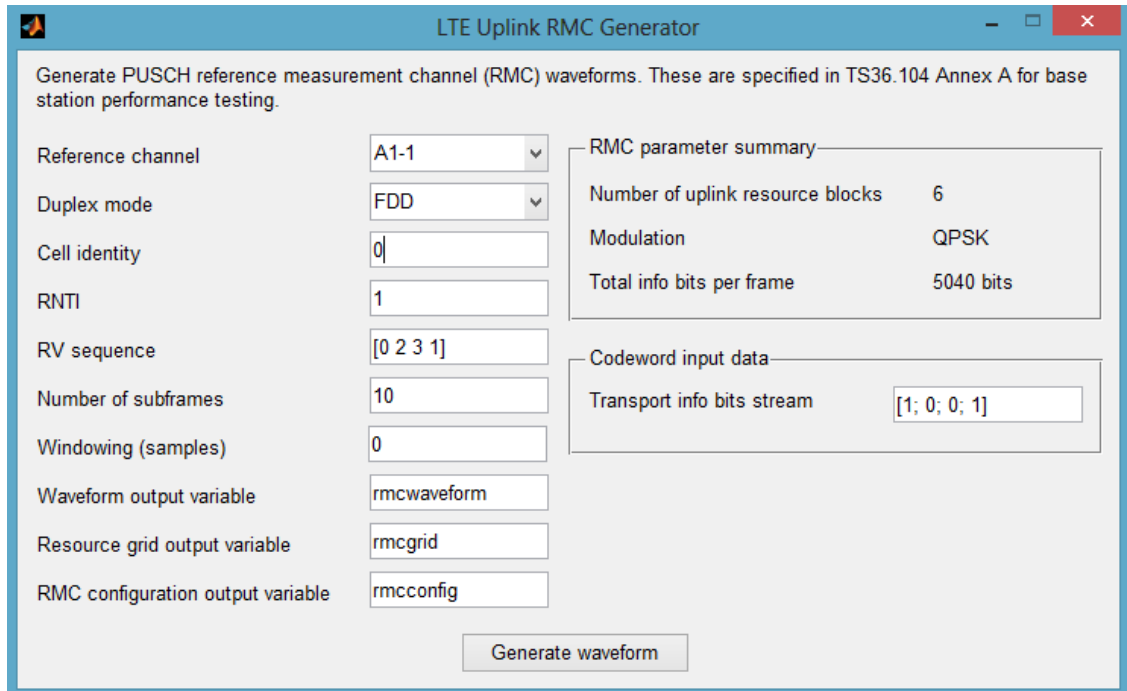 LTE Uplink RMC Generator
Generate PUSCH reference measurement channel (RMC) waveforms. These are specified in TS36.104 Annex A for base
station performance testing.
Reference channel A1-1
Duplex mode FDD
Cell identity 0
RNTI 1
RV sequence [0 2 3 1]
Number of subframes 10
Windowing (samples) 0
Waveform output variable rmcwaveform
Resource grid output variable rmcgrid
RMC configuration output variable rmcconfig
RMC parameter summary
Number of uplink resource blocks 6
Modulation QPSK
Total info bits per frame 5040 bits
Codeword input data
Transport info bits stream [1; 0; 0; 1]
Generate waveform